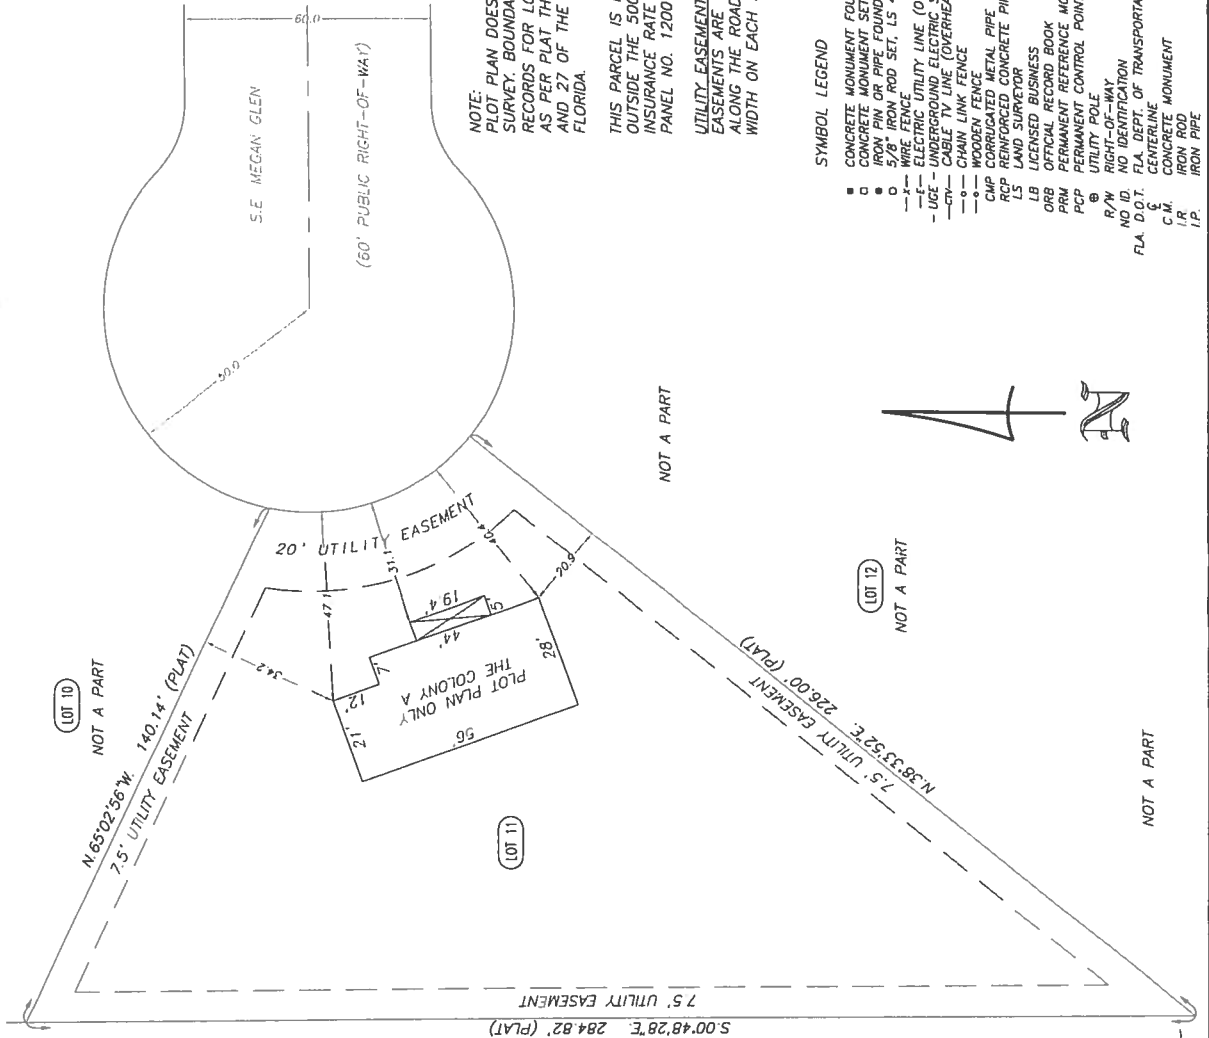 60.0
S.E. MEGAN GLEN
(60' PUBLIC RIGHT-OF-WAY)
50.0
NOTE:
PLOT PLAN DOES
SURVEY. BOUNDA
RECORDS FOR LO
AS PER PLAT TH
AND 27 OF THE
FLORIDA.
THIS PARCEL IS
OUTSIDE THE 500
INSURANCE RATE
PANEL NO. 1200
UTILITY EASEMENT
EASEMENTS ARE
ALONG THE ROAD
WIDTH ON EACH
SYMBOL LEGEND
CONCRETE MONUMENT FOU
CONCRETE MONUMENT SET
IRON PIN OR PIPE FOUND
5/8" IRON ROD SET, LS
—x— WIRE FENCE
—E— ELECTRIC UTILITY LINE (O
- UGE - UNDERGROUND ELECTRIC S
—CTV— CABLE TV LINE (OVERHEA
—o— CHAIN LINK FENCE
—o— WOODEN FENCE
CMP CORRUGATED METAL PIPE
RCP REINFORCED CONCRETE PI
LS LAND SURVEYOR
LB LICENSED BUSINESS
ORB OFFICIAL RECORD BOOK
PRM PERMANENT REFERENCE MO
PCP PERMANENT CONTROL POIN
UTILITY POLE
R/W RIGHT-OF-WAY
NO ID. NO IDENTIFICATION
FLA. D.O.T. FLA. DEPT. OF TRANSPORTA
CENTERLINE
C.M. CONCRETE MONUMENT
I.R. IRON ROD
I.P. IRON PIPE
N
NOT A PART
LOT 10
NOT A PART
N.65°02'56"W. 140.14' (PLAT)
7.5' UTILITY EASEMENT
20' UTILITY EASEMENT
34.2
47.1
31.1
20.9
12'
7'
21'
19.4'
5'
44'
28'
56'
PLOT PLAN ONLY
THE COLONY A
LOT 11
LOT 12
NOT A PART
N.38°33'52"E. 226.00' (PLAT)
7.5' UTILITY EASEMENT
NOT A PART
7.5' UTILITY EASEMENT
S.00°48'28"E. 284.82' (PLAT)